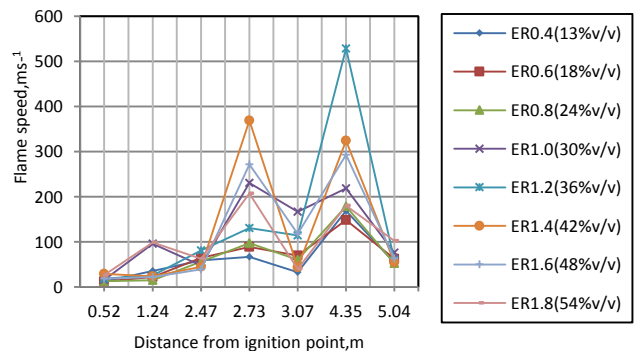 600
500
400
300
200
100
0
Flame speed,ms-1
0.52 1.24 2.47 2.73 3.07 4.35 5.04
Distance from ignition point,m
ER0.4(13%v/v)
ER0.6(18%v/v)
ER0.8(24%v/v)
ER1.0(30%v/v)
ER1.2(36%v/v)
ER1.4(42%v/v)
ER1.6(48%v/v)
ER1.8(54%v/v)